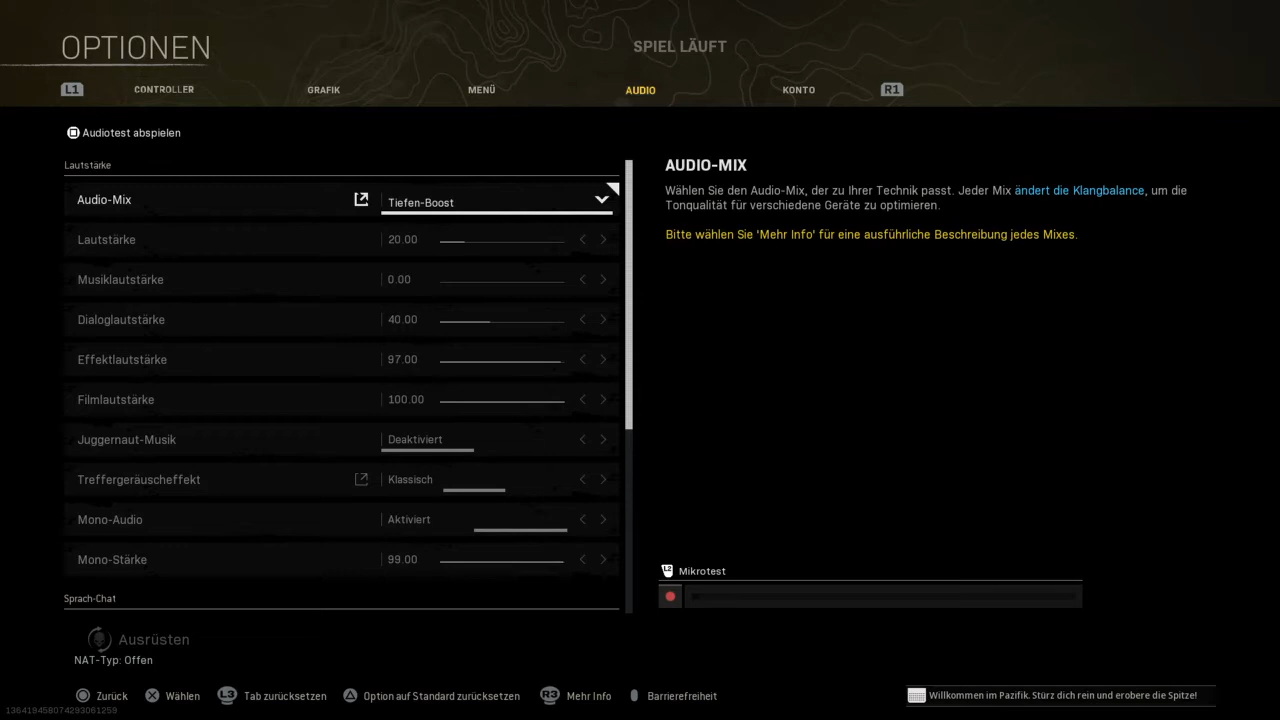 OPTIONEN
SPIEL LÄUFT
L1 CONTROLLER GRAFIK MENÜ AUDIO KONTO R1
Audiotest abspielen
Lautstärke
Audio-Mix Tiefen-Boost
Lautstärke 20.00
Musiklautstärke 0.00
Dialoglautstärke 40.00
Effektlautstärke 97.00
Filmlautstärke 100.00
Juggernaut-Musik Deaktiviert
Treffergeräuscheffekt Klassisch
Mono-Audio Aktiviert
Mono-Stärke 99.00
Sprach-Chat
AUDIO-MIX
Wählen Sie den Audio-Mix, der zu Ihrer Technik passt. Jeder Mix ändert die Klangbalance, um die
Tonqualität für verschiedene Geräte zu optimieren.
Bitte wählen Sie 'Mehr Info' für eine ausführliche Beschreibung jedes Mixes.
L2 Mikrotest
Ausrüsten
NAT-Typ: Offen
Zurück Wählen L3 Tab zurücksetzen Option auf Standard zurücksetzen R3 Mehr Info Barrierefreiheit
Willkommen im Pazifik. Stürz dich rein und erobere die Spitze!
136419458074293061259